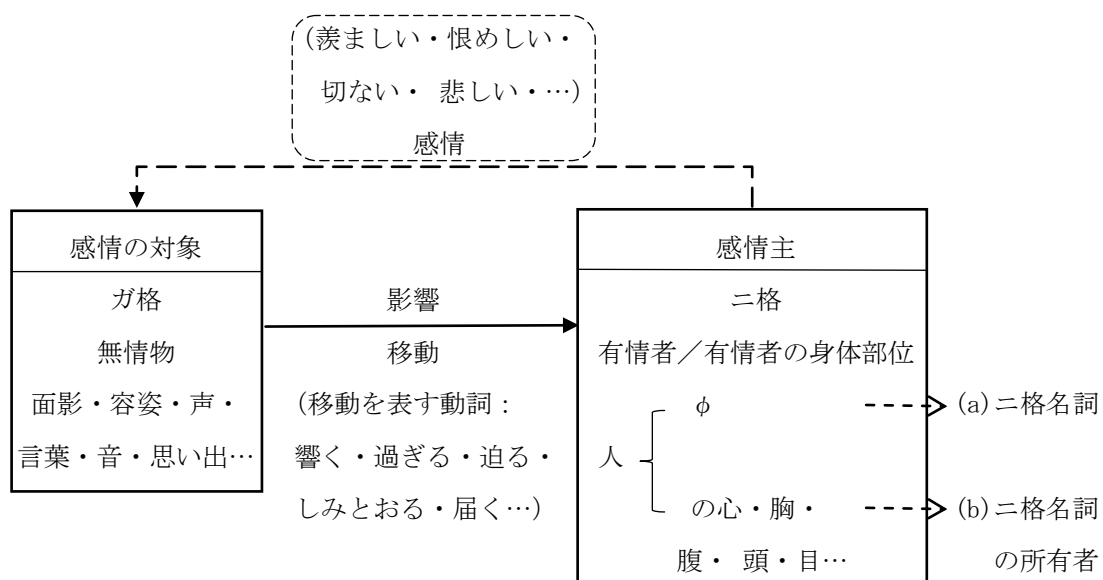 (羨ましい・恨めしい・
切ない・ 悲しい・…)
感情
感情の対象
ガ格
無情物
面影・容姿・声・
言葉・音・思い出…
影響
移動
(移動を表す動詞：
響く・過ぎる・迫る・
しみとおる・届く…)
感情主
ニ格
有情者／有情者の身体部位
人
φ
の心・胸・
腹・ 頭・目…
(a)ニ格名詞
(b)ニ格名詞
の所有者